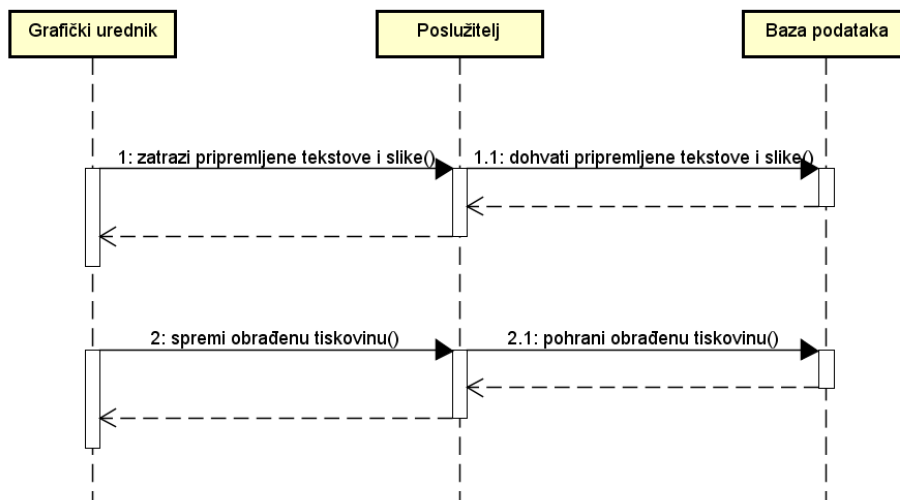 Grafički urednik
Poslužitelj
Baza podataka
1: zatrazi pripremljene tekstove i slike()
1.1: dohvati pripremljene tekstove i slike()
2: spremi obrađenu tiskovinu()
2.1: pohrani obrađenu tiskovinu()